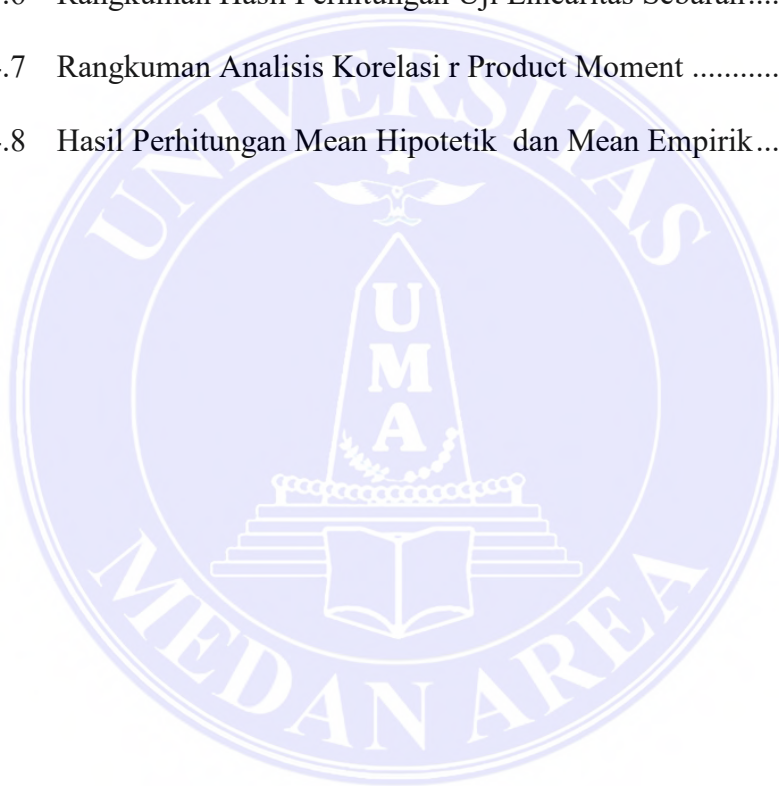 .6 Rangkuman Hasil Perhitungan Uji Linearitas Sebaran....
.7 Rangkuman Analisis Korelasi r Product Moment ...........
.8 Hasil Perhitungan Mean Hipotetik dan Mean Empirik...
UNIVERSITAS
U
M
A
MEDAN AREA